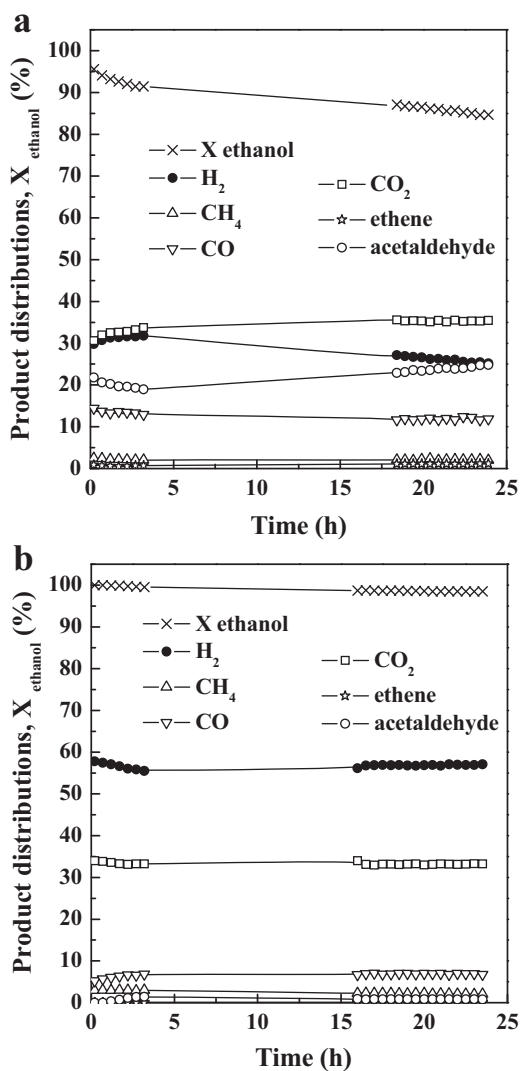 a
Product distributions, X ethanol (%)
100
90
80
70
60
50
40
30
20
10
0
X ethanol
H2
CH4
CO
CO2
ethene
acetaldehyde
0 5 10 15 20 25
Time (h)
b
Product distributions, X ethanol (%)
100
90
80
70
60
50
40
30
20
10
0
X ethanol
H2
CH4
CO
CO2
ethene
acetaldehyde
0 5 10 15 20 25
Time (h)